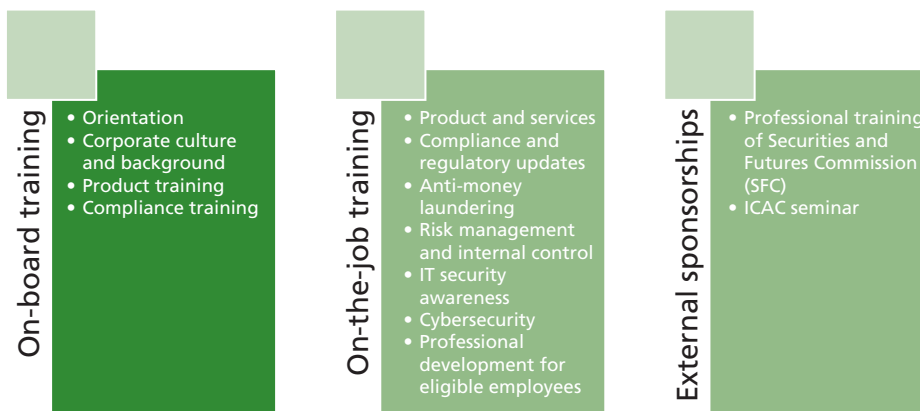 On-board training
• Orientation
• Corporate culture
and background
• Product training
• Compliance training
On-the-job training
• Product and services
• Compliance and
regulatory updates
• Anti-money
laundering
• Risk management
and internal control
• IT security
awareness
• Cybersecurity
• Professional
development for
eligible employees
External sponsorships
• Professional training
of Securities and
Futures Commission
(SFC)
• ICAC seminar